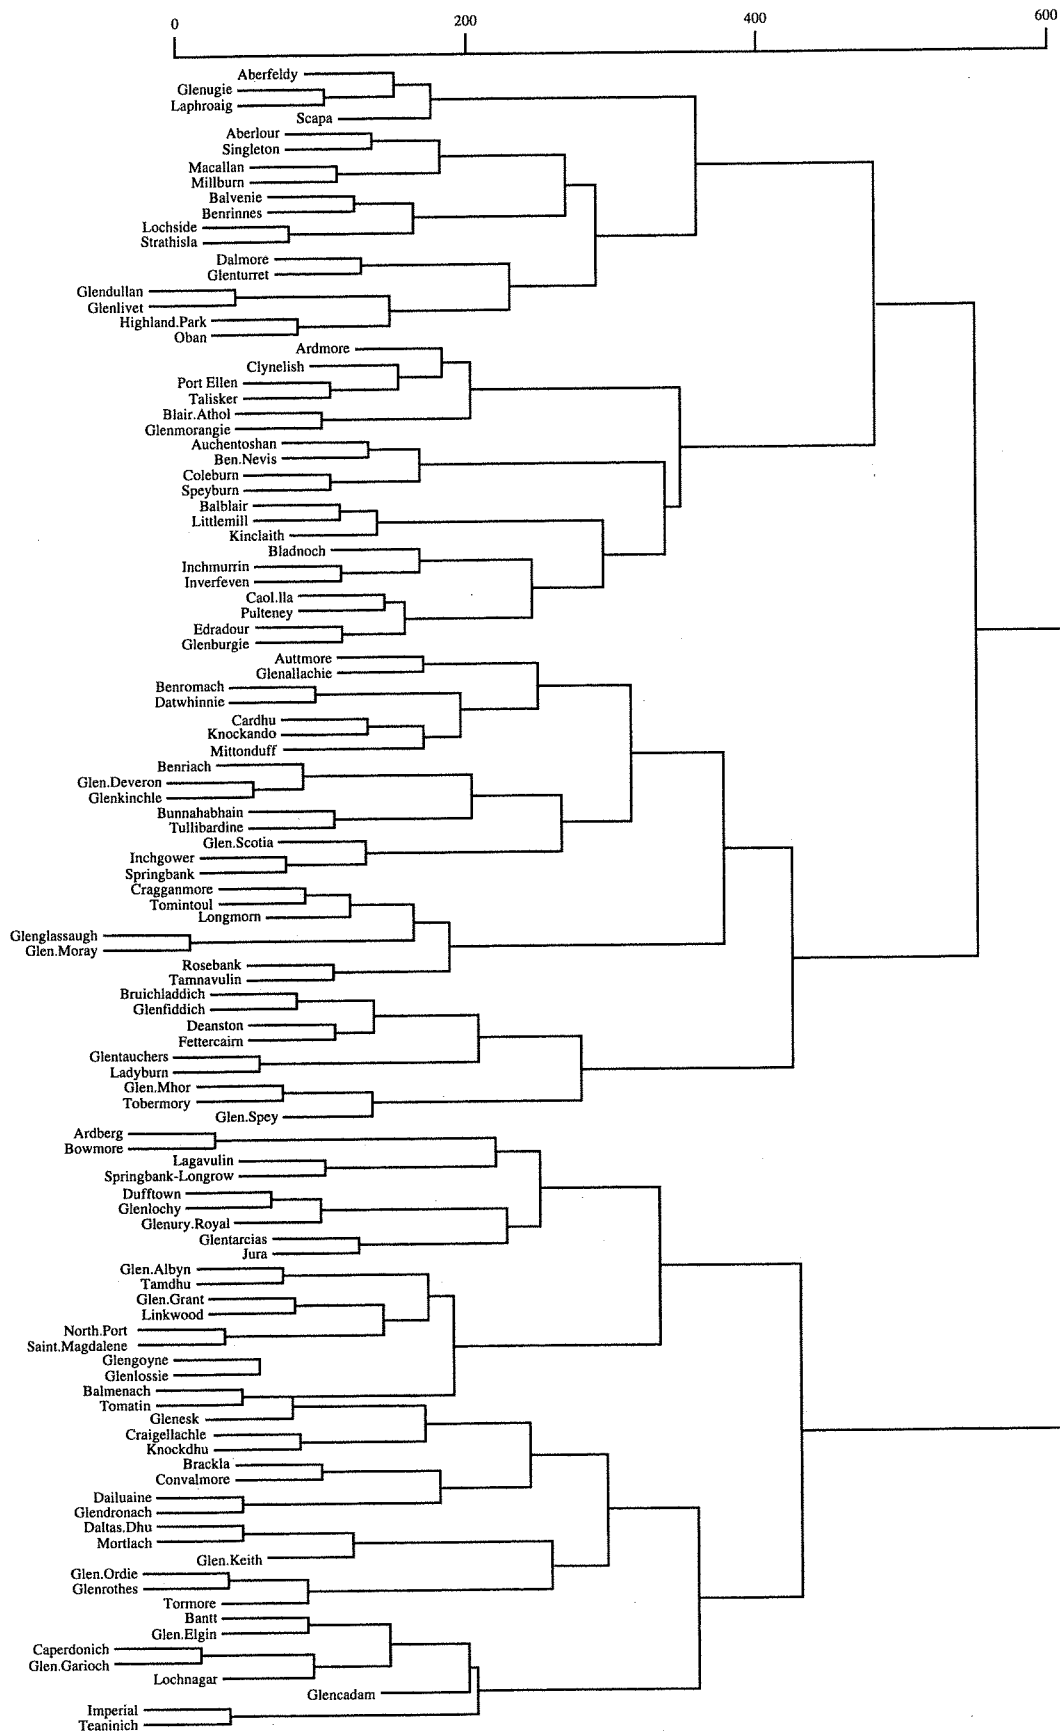 0 200 400 600
Aberfeldy
Glenugie
Laphroaig
Scapa
Aberlour
Singleton
Macallan
Millburn
Balvenie
Benrinnes
Lochside
Strathisla
Dalmore
Glenturret
Glendullan
Glenlivet
Highland.Park
Oban
Ardmore
Clynelish
Port Ellen
Talisker
Blair.Athol
Glenmorangie
Auchentoshan
Ben.Nevis
Coleburn
Speyburn
Balblair
Littlemill
Kinclaith
Bladnoch
Inchmurrin
Inverfeven
Caol.lla
Pulteney
Edradour
Glenburgie
Auttmore
Glenallachie
Benromach
Datwhinnie
Cardhu
Knockando
Mittonduff
Benriach
Glen.Deveron
Glenkinchle
Bunnahabhain
Tullibardine
Glen.Scotia
Inchgower
Springbank
Cragganmore
Tomintoul
Longmorn
Glenglassaugh
Glen.Moray
Rosebank
Tamnavulin
Bruichladdich
Glenfiddich
Deanston
Fettercairn
Glentauchers
Ladyburn
Glen.Mhor
Tobermory
Glen.Spey
Ardberg
Bowmore
Lagavulin
Springbank-Longrow
Dufftown
Glenlochy
Glenury.Royal
Glentarcias
Jura
Glen.Albyn
Tamdhu
Glen.Grant
Linkwood
North.Port
Saint.Magdalene
Glengoyne
Glenlossie
Balmenach
Tomatin
Glenesk
Craigellachle
Knockdhu
Brackla
Convalmore
Dailuaine
Glendronach
Daltas.Dhu
Mortlach
Glen.Keith
Glen.Ordie
Glenrothes
Tormore
Bantt
Glen.Elgin
Caperdonich
Glen.Garioch
Lochnagar
Glencadam
Imperial
Teaninich